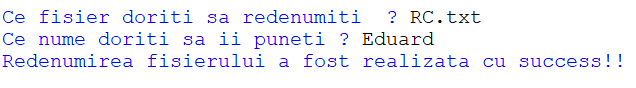 Ce fisier doriti sa redenumiti  ? RC.txt
Ce nume doriti sa ii puneti ? Eduard
Redenumirea fisierului a fost realizata cu success!!